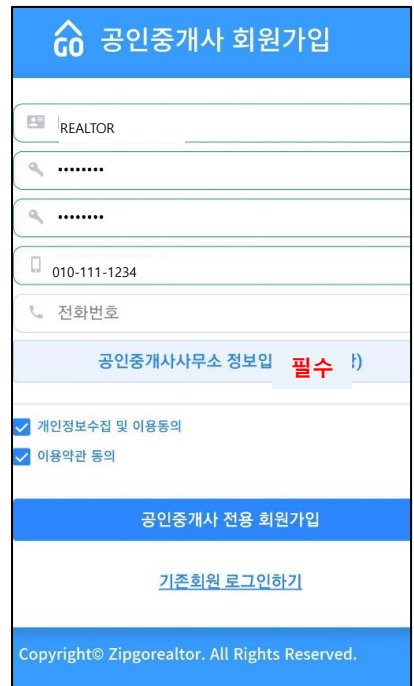 GO 공인중개사 회원가입
REALTOR
••••••••
••••••••
010-111-1234
전화번호
공인중개사사무소 정보입 필수 )
개인정보수집 및 이용동의
이용약관 동의
공인중개사 전용 회원가입
기존회원 로그인하기
Copyright© Zipgorealtor. All Rights Reserved.